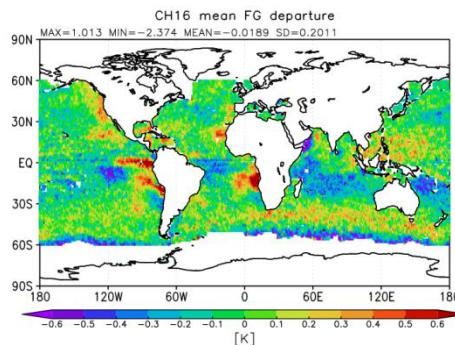 CH16 mean FG departure
MAX=1.013 MIN=-2.374 MEAN=-0.0189 SD=0.2011
90N
60N
30N
EQ
30S
60S
90S
180 120W 60W 0 60E 120E 180
-0.6 -0.5 -0.4 -0.3 -0.2 -0.1 0 0.1 0.2 0.3 0.4 0.5 0.6
[K]